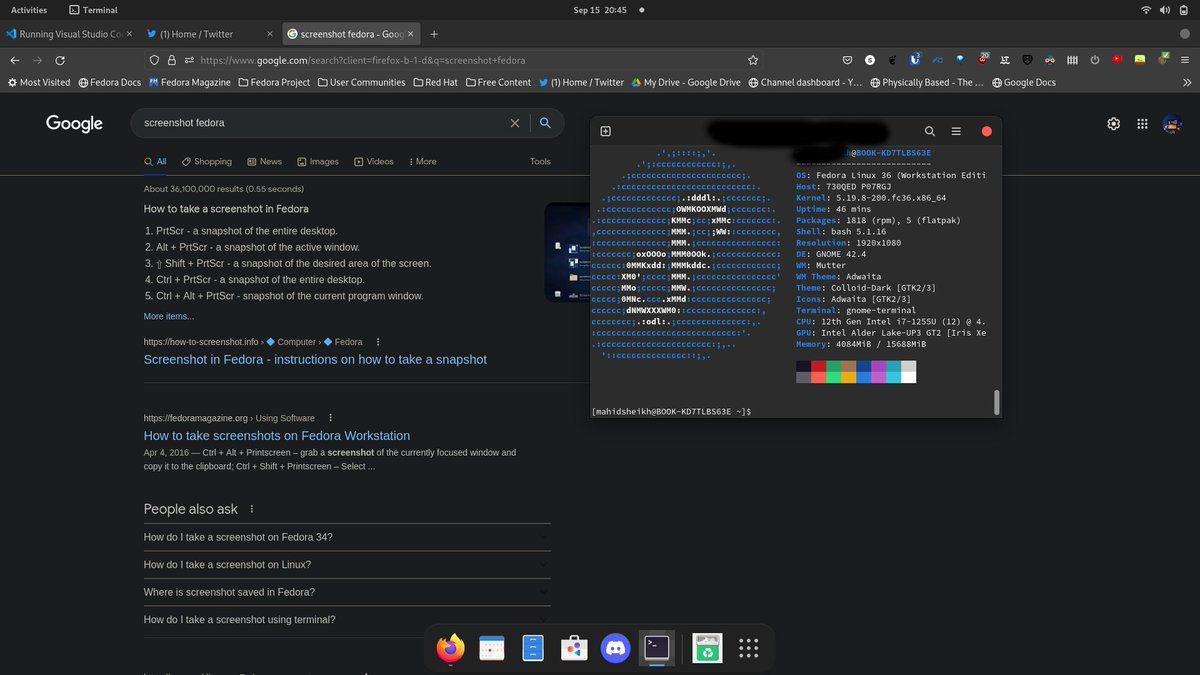 Activities
Terminal
Sep 15 20:45
Running Visual Studio Co
(1) Home / Twitter
screenshot fedora - Goog
https://www.google.com/search?client=firefox-b-1-d&q=screenshot+fedora
Most Visited
Fedora Docs
Fedora Magazine
Fedora Project
User Communities
Red Hat
Free Content
(1) Home / Twitter
My Drive - Google Drive
Channel dashboard - Y…
Physically Based - The …
Google Docs
Google
screenshot fedora
All
Shopping
News
Images
Videos
More
Tools
About 36,100,000 results (0.55 seconds)
How to take a screenshot in Fedora
1. PrtScr - a snapshot of the entire desktop.
2. Alt + PrtScr - a snapshot of the active window.
3. ⇧ Shift + PrtScr - a snapshot of the desired area of the screen.
4. Ctrl + PrtScr - a snapshot of the entire desktop.
5. Ctrl + Alt + PrtScr - snapshot of the current program window.
More items...
https://how-to-screenshot.info › 🔷 Computer › 🔷 Fedora
Screenshot in Fedora - instructions on how to take a snapshot
https://fedoramagazine.org › Using Software
How to take screenshots on Fedora Workstation
Apr 4, 2016 — Ctrl + Alt + Printscreen – grab a screenshot of the currently focused window and
copy it to the clipboard; Ctrl + Shift + Printscreen – Select ...
People also ask
How do I take a screenshot on Fedora 34?
How do I take a screenshot on Linux?
Where is screenshot saved in Fedora?
How do I take a screenshot using terminal?
h@BOOK-KD7TLBS63E
---------------------------
OS: Fedora Linux 36 (Workstation Editi
Host: 730QED P07RGJ
Kernel: 5.19.8-200.fc36.x86_64
Uptime: 46 mins
Packages: 1818 (rpm), 5 (flatpak)
Shell: bash 5.1.16
Resolution: 1920x1080
DE: GNOME 42.4
WM: Mutter
WM Theme: Adwaita
Theme: Colloid-Dark [GTK2/3]
Icons: Adwaita [GTK2/3]
Terminal: gnome-terminal
CPU: 12th Gen Intel i7-1255U (12) @ 4.
GPU: Intel Alder Lake-UP3 GT2 [Iris Xe
Memory: 4084MiB / 15688MiB
[mahidsheikh@BOOK-KD7TLBS63E ~]$